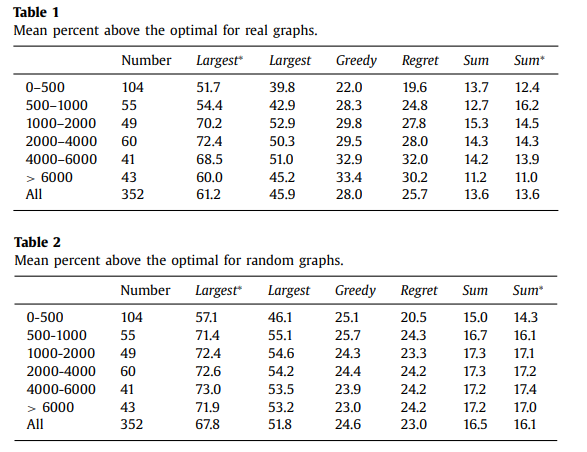 Table 1
Mean percent above the optimal for real graphs.
Number Largest* Largest Greedy Regret Sum Sum*
0–500 104 51.7 39.8 22.0 19.6 13.7 12.4
500–1000 55 54.4 42.9 28.3 24.8 12.7 16.2
1000–2000 49 70.2 52.9 29.8 27.8 15.3 14.5
2000–4000 60 72.4 50.3 29.5 28.0 14.3 14.3
4000–6000 41 68.5 51.0 32.9 32.0 14.2 13.9
> 6000 43 60.0 45.2 33.4 30.2 11.2 11.0
All 352 61.2 45.9 28.0 25.7 13.6 13.6
Table 2
Mean percent above the optimal for random graphs.
Number Largest* Largest Greedy Regret Sum Sum*
0-500 104 57.1 46.1 25.1 20.5 15.0 14.3
500-1000 55 71.4 55.1 25.7 24.3 16.7 16.1
1000-2000 49 72.4 54.6 24.3 23.3 17.3 17.1
2000-4000 60 72.6 54.2 24.4 24.2 17.3 17.2
4000-6000 41 73.0 53.5 23.9 24.2 17.2 17.4
> 6000 43 71.9 53.2 23.0 24.2 17.2 17.0
All 352 67.8 51.8 24.6 23.0 16.5 16.1